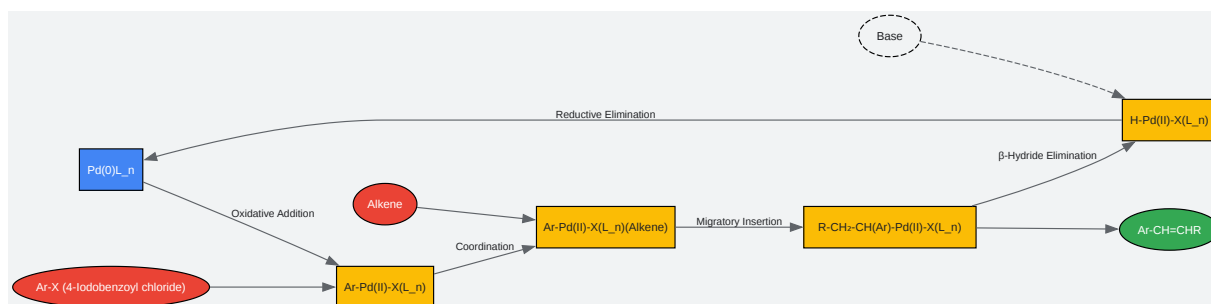 Base
Reductive Elimination
H-Pd(II)-X(L_n)
β-Hydride Elimination
Pd(0)L_n
Oxidative Addition
Alkene
Ar-Pd(II)-X(L_n)(Alkene)
Migratory Insertion
R-CH₂-CH(Ar)-Pd(II)-X(L_n)
Ar-CH=CHR
Coordination
Ar-X (4-Iodobenzoyl chloride)
Ar-Pd(II)-X(L_n)